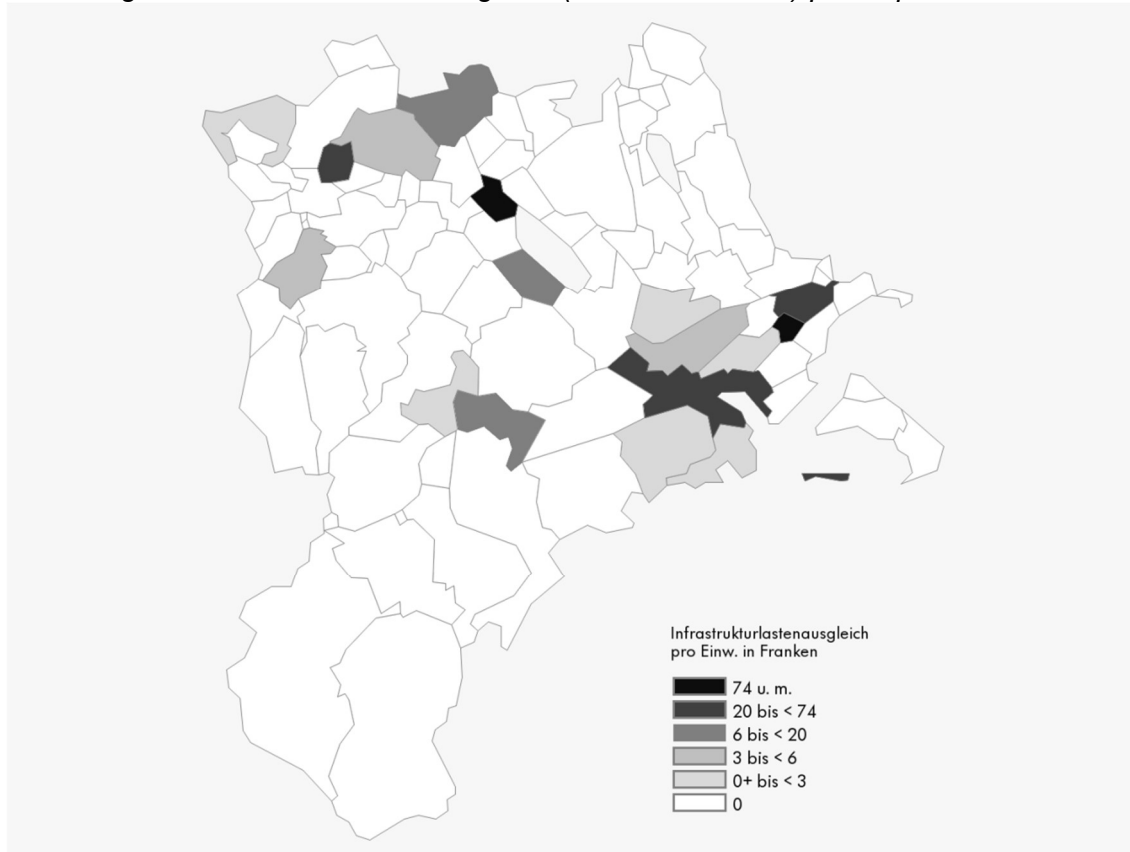 Infrastrukturlastenausgleich
pro Einw. in Franken
74 u. m.
20 bis < 74
6 bis < 20
3 bis < 6
0+ bis < 3
0